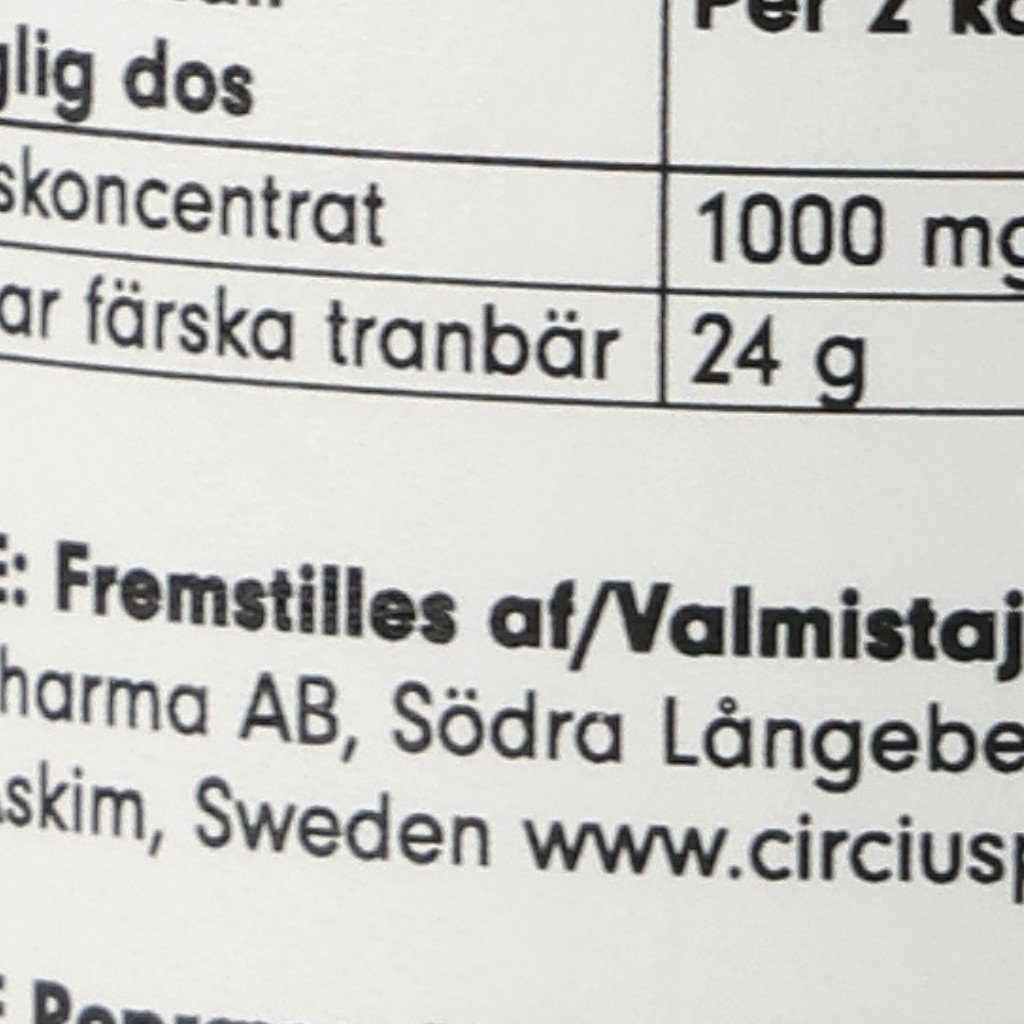 Per 2
glig dos
skoncentrat 1000 mg
ar färska tranbär 24 g
E: Fremstilles af/Valmistaj
harma AB, Södra Långebe
skim, Sweden www.circiusp